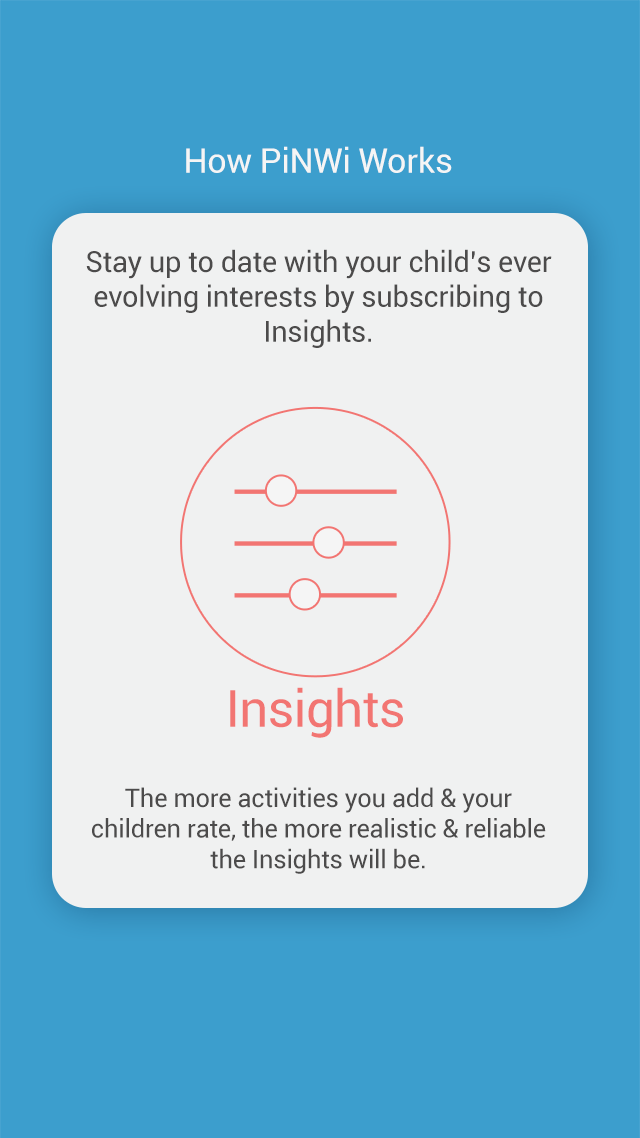 How PiNWi Works
Stay up to date with your child's ever
evolving interests by subscribing to
Insights.
Insights
The more activities you add & your
children rate, the more realistic & reliable
the Insights will be.